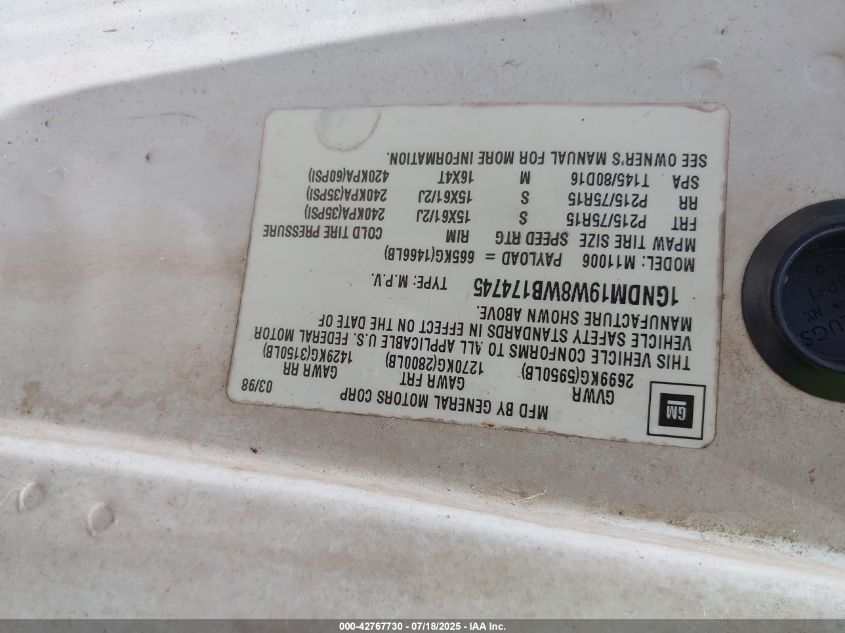 MFD BY GENERAL MOTORS CORP 03/98
GM
GVWR GAWR FRT GAWR RR
2699KG(5950LB) 1270KG(2800LB) 1429KG(3150LB)
THIS VEHICLE CONFORMS TO ALL APPLICABLE U.S. FEDERAL MOTOR
VEHICLE SAFETY STANDARDS IN EFFECT ON THE DATE OF
MANUFACTURE SHOWN ABOVE.
1GNDM19W8WB174745 TYPE: M.P.V.
MODEL: M11006 PAYLOAD = 665KG(1466LB)
MPAW TIRE SIZE SPEED RTG RIM COLD TIRE PRESSURE
FRT P215/75R15 S 15X61/2J 240KPA(35PSI)
RR P215/75R15 S 15X61/2J 240KPA(35PSI)
SPA T145/80D16 M 16X4T 420KPA(60PSI)
SEE OWNER'S MANUAL FOR MORE INFORMATION.
000-42767730 - 07/18/2025 - IAA Inc.